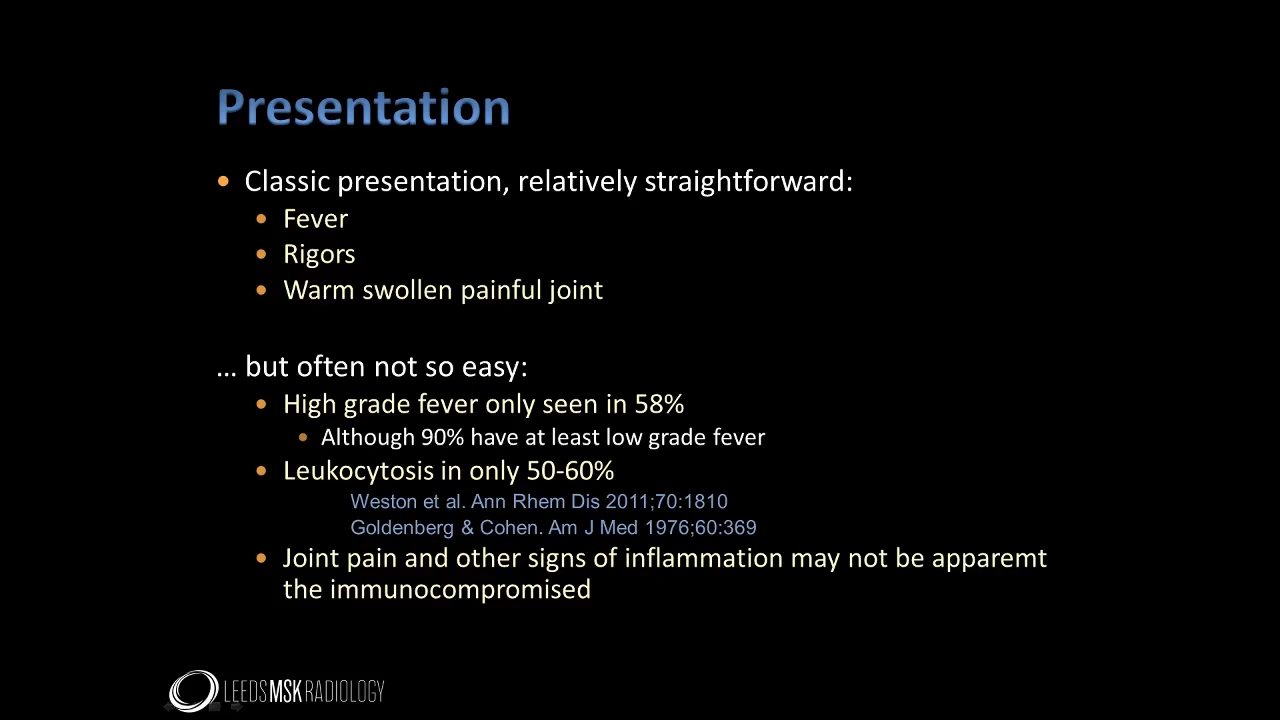 Presentation
• Classic presentation, relatively straightforward:
• Fever
• Rigors
• Warm swollen painful joint
... but often not so easy:
• High grade fever only seen in 58%
• Although 90% have at least low grade fever
• Leukocytosis in only 50-60%
Weston et al. Ann Rhem Dis 2011;70:1810
Goldenberg & Cohen. Am J Med 1976;60:369
• Joint pain and other signs of inflammation may not be apparemt
the immunocompromised
LEEDSMSKRADIOLOGY